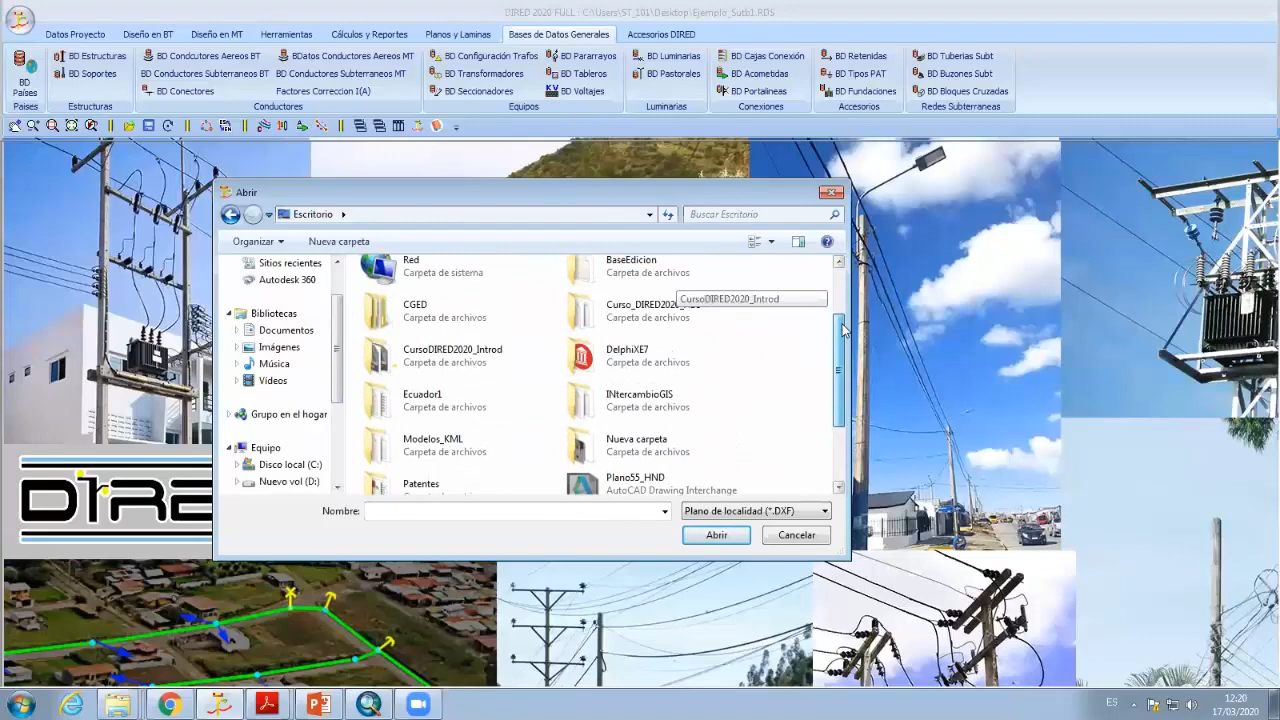 DIRED 2020 FULL - C:\Users\ST_101\Desktop\Ejemplo_Sutb1.RDS
Datos Proyecto Diseño en BT Diseño en MT Herramientas Cálculos y Reportes Planos y Laminas Bases de Datos Generales Accesorios DIRED
BD Países
Países
BD Estructuras
BD Soportes
Estructuras
BD Conductores Aereos BT BDatos Conductores Aereos MT
BD Conductores Subterraneos BT BD Conductores Subterraneos MT
BD Conectores Factores Correccion I(A)
Conductores
BD Configuración Trafos BD Pararrayos
BD Transformadores BD Tableros
BD Seccionadores KV BD Voltajes
Equipos
BD Luminarias
BD Pastorales
Luminarias
BD Cajas Conexión
BD Acometidas
BD Portalineas
Conexiones
BD Retenidas
BD Tipos PAT
BD Fundaciones
Accesorios
BD Tuberias Subt
BD Buzones Subt
BD Bloques Cruzadas
Redes Subterraneas
Abrir
Escritorio
Buscar Escritorio
Organizar Nueva carpeta
Sitios recientes
Autodesk 360
Bibliotecas
Documentos
Imágenes
Música
Vídeos
Grupo en el hogar
Equipo
Disco local (C:)
Nuevo vol (D:)
Red
Carpeta de sistema
BaseEdicion
Carpeta de archivos
CGED
Carpeta de archivos
Carpeta de archivos
CursoDIRED2020_Introd
CursoDIRED2020_Introd
Carpeta de archivos
DelphiXE7
Carpeta de archivos
Ecuador1
Carpeta de archivos
INtercambioGIS
Carpeta de archivos
Modelos_KML
Carpeta de archivos
Nueva carpeta
Carpeta de archivos
Patentes
Plano55_HND
AutoCAD Drawing Interchange
Nombre:
Plano de localidad (*.DXF)
Abrir Cancelar
DIRE
ES
12:20
17/03/2020